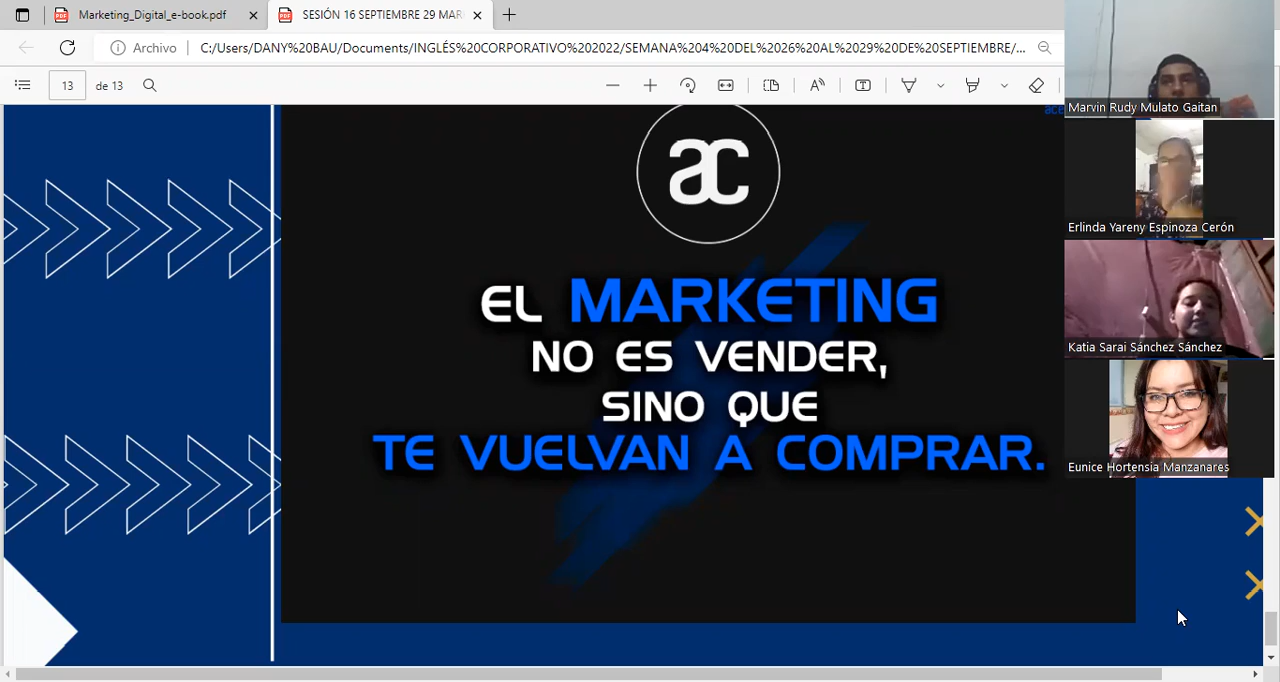 Marketing_Digital_e-book.pdf
SESIÓN 16 SEPTIEMBRE 29 MAR
Archivo
C:/Users/DANY%20BAU/Documents/INGLÉS%20CORPORATIVO%202022/SEMANA%204%20DEL%2026%20AL%2029%20DE%20SEPTIEMBRE/...
13 de 13
ac
EL MARKETING
NO ES VENDER,
SINO QUE
TE VUELVAN A COMPRAR.
Marvin Rudy Mulato Gaitan
Erlinda Yareny Espinoza Cerón
Katia Sarai Sánchez Sánchez
Eunice Hortensia Manzanares